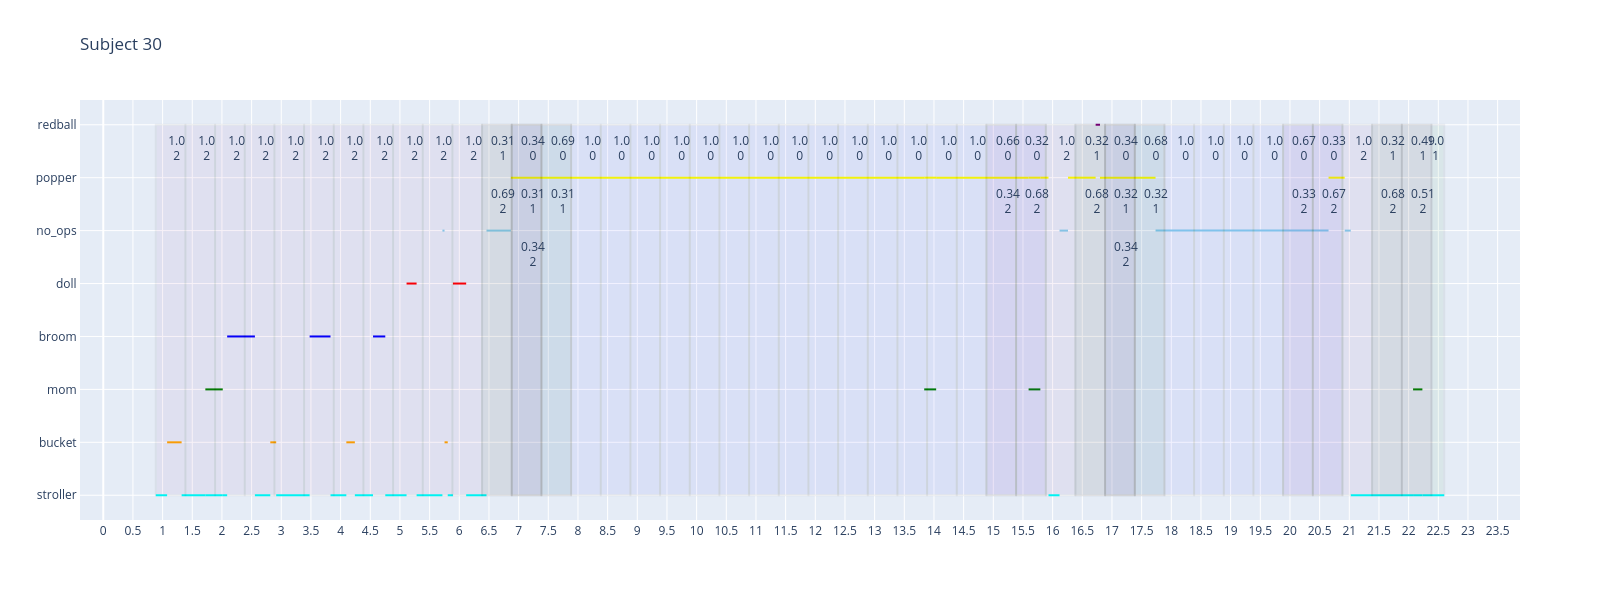 Subject 30
redball
1.0 1.0 1.0 1.0 1.0 1.0 1.0 1.0 1.0 1.0 1.0 0.31 0.34 0.69 1.0 1.0 1.0 1.0 1.0 1.0 1.0 1.0 1.0 1.0 1.0 1.0 1.0 1.0 0.66 0.32 1.0 0.32 0.34 0.68 1.0 1.0 1.0 1.0 0.67 0.33 1.0 0.32 0.49 0.0
2 2 2 2 2 2 2 2 2 2 2 1 0 0 0 0 0 0 0 0 0 0 0 0 0 0 0 0 0 0 2 1 0 0 0 0 0 0 0 0 2 1 1 1
popper
0.69 0.31 0.31 0.34 0.68 0.68 0.32 0.32 0.33 0.67 0.68 0.51
2 1 1 2 2 2 1 1 2 2 2 2
no_ops
0.34 0.34
2 2
doll
broom
mom
bucket
stroller
0 0.5 1 1.5 2 2.5 3 3.5 4 4.5 5 5.5 6 6.5 7 7.5 8 8.5 9 9.5 10 10.5 11 11.5 12 12.5 13 13.5 14 14.5 15 15.5 16 16.5 17 17.5 18 18.5 19 19.5 20 20.5 21 21.5 22 22.5 23 23.5